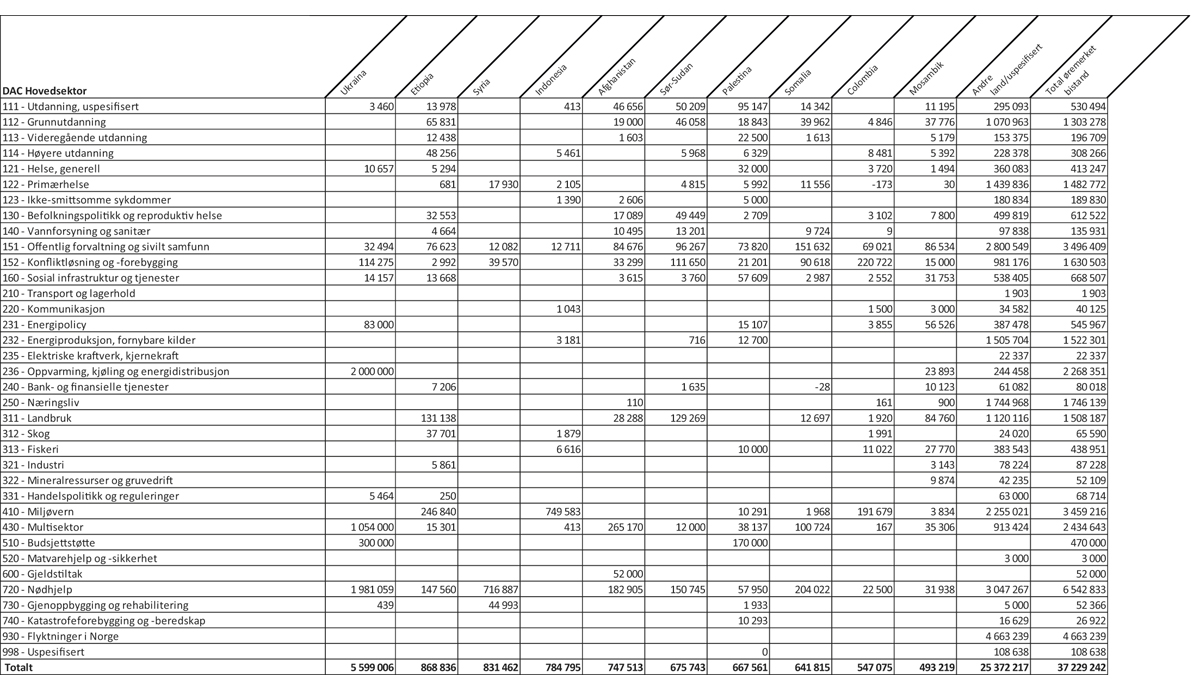 DAC Hovedsektor Ukraina Etiopia Syria Indonesia Afghanistan Sør-Sudan Palestina Somalia Colombia Mosambik Andre land/uspesifisert Total øremerket bistand
111 - Utdanning, uspesifisert 3 460 13 978 413 46 656 50 209 95 147 14 342 11 195 295 093 530 494
112 - Grunnutdanning 65 831 19 000 46 058 18 843 39 962 4 846 37 776 1 070 963 1 303 278
113 - Videregående utdanning 12 438 1 603 22 500 1 613 5 179 153 375 196 709
114 - Høyere utdanning 48 256 5 461 5 968 6 329 8 481 5 392 228 378 308 266
121 - Helse, generell 10 657 5 294 32 000 3 720 1 494 360 083 413 247
122 - Primærhelse 681 17 930 2 105 4 815 5 992 11 556 -173 30 1 439 836 1 482 772
123 - Ikke-smittsomme sykdommer 1 390 2 606 5 000 180 834 189 830
130 - Befolkningspolitikk og reproduktiv helse 32 553 17 089 49 449 2 709 3 102 7 800 499 819 612 522
140 - Vannforsyning og sanitær 4 664 10 495 13 201 9 724 9 97 838 135 931
151 - Offentlig forvaltning og sivilt samfunn 32 494 76 623 12 082 12 711 84 676 96 267 73 820 151 632 69 021 86 534 2 800 549 3 496 409
152 - Konfliktløsning og -forebygging 114 275 2 992 39 570 33 299 111 650 21 201 90 618 220 722 15 000 981 176 1 630 503
160 - Sosial infrastruktur og tjenester 14 157 13 668 3 615 3 760 57 609 2 987 2 552 31 753 538 405 668 507
210 - Transport og lagerhold 1 903 1 903
220 - Kommunikasjon 1 043 1 500 3 000 34 582 40 125
231 - Energipolicy 83 000 15 107 3 855 56 526 387 478 545 967
232 - Energiproduksjon, fornybare kilder 3 181 716 12 700 1 505 704 1 522 301
235 - Elektriske kraftverk, kjernekraft 22 337 22 337
236 - Oppvarming, kjøling og energidistribusjon 2 000 000 23 893 244 458 2 268 351
240 - Bank- og finansielle tjenester 7 206 1 635 -28 10 123 61 082 80 018
250 - Næringsliv 110 161 900 1 744 968 1 746 139
311 - Landbruk 131 138 28 288 129 269 12 697 1 920 84 760 1 120 116 1 508 187
312 - Skog 37 701 1 879 1 991 24 020 65 590
313 - Fiskeri 6 616 10 000 11 022 27 770 383 543 438 951
321 - Industri 5 861 3 143 78 224 87 228
322 - Mineralressurser og gruvedrift 9 874 42 235 52 109
331 - Handelspolitikk og reguleringer 5 464 250 63 000 68 714
410 - Miljøvern 246 840 749 583 10 291 1 968 191 679 3 834 2 255 021 3 459 216
430 - Multisektor 1 054 000 15 301 413 265 170 12 000 38 137 100 724 167 35 306 913 424 2 434 643
510 - Budsjettstøtte 300 000 170 000 470 000
520 - Matvarehjelp og -sikkerhet 3 000 3 000
600 - Gjeldstiltak 52 000 52 000
720 - Nødhjelp 1 981 059 147 560 716 887 182 905 150 745 57 950 204 022 22 500 31 938 3 047 267 6 542 833
730 - Gjenoppbygging og rehabilitering 439 44 993 1 933 5 000 52 366
740 - Katastrofeforebygging og -beredskap 10 293 16 629 26 922
930 - Flyktninger i Norge 4 663 239 4 663 239
998 - Uspesifisert 0 108 638 108 638
Totalt 5 599 006 868 836 831 462 784 795 747 513 675 743 667 561 641 815 547 075 493 219 25 372 217 37 229 242